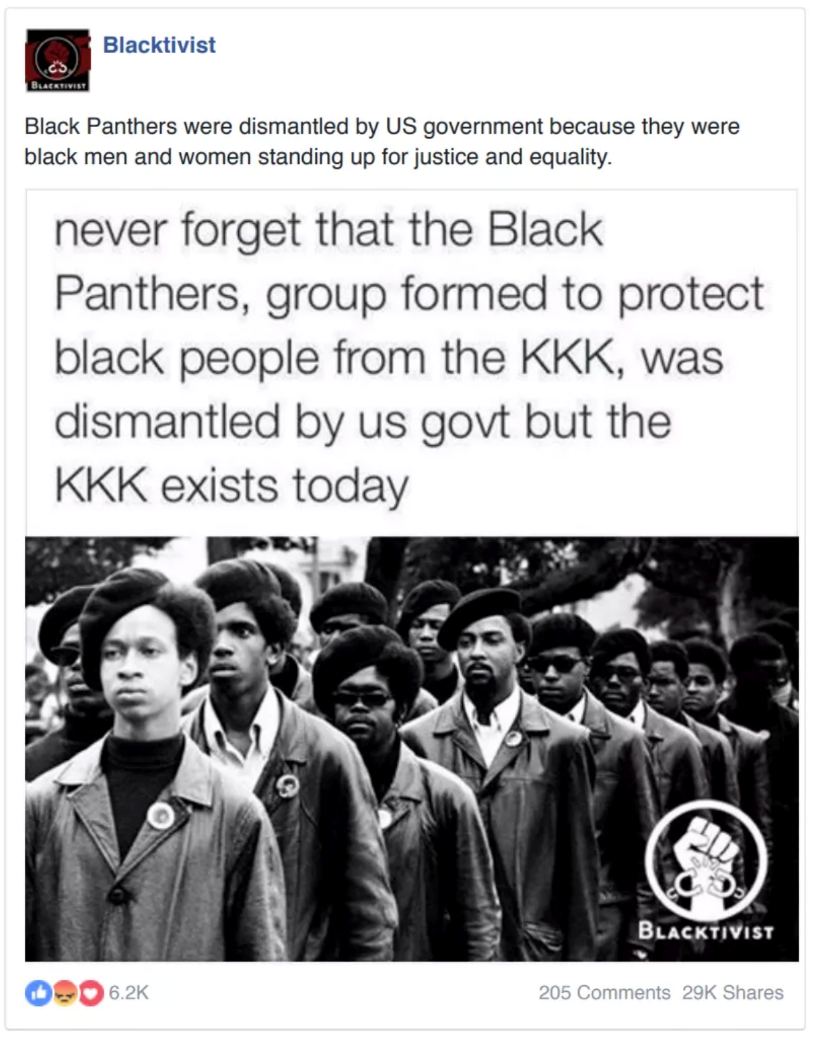 Blacktivist
BLACKTIVIST
Black Panthers were dismantled by US government because they were
black men and women standing up for justice and equality.
never forget that the Black
Panthers, group formed to protect
black people from the KKK, was
dismantled by us govt but the
KKK exists today
BLACKTIVIST
6.2K
205 Comments 29K Shares